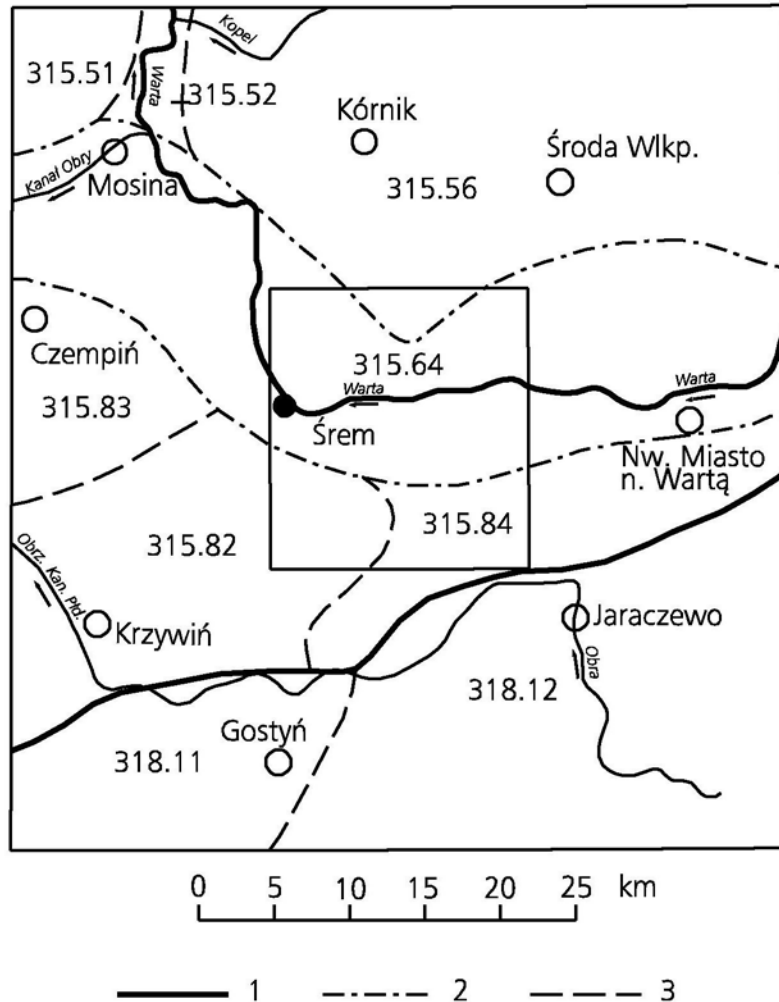 Kopel
315.51
Warta
315.52
Kórnik
Środa Wlkp.
Kanał Obry
Mosina
315.56
Czempiń
315.64
315.83
Warta
Warta
Śrem
Nw. Miasto
n. Wartą
315.84
315.82
Obrz. Kan. Płd.
Krzywiń
Jaraczewo
Obra
318.12
Gostyń
318.11
0 5 10 15 20 25 km
1 2 3